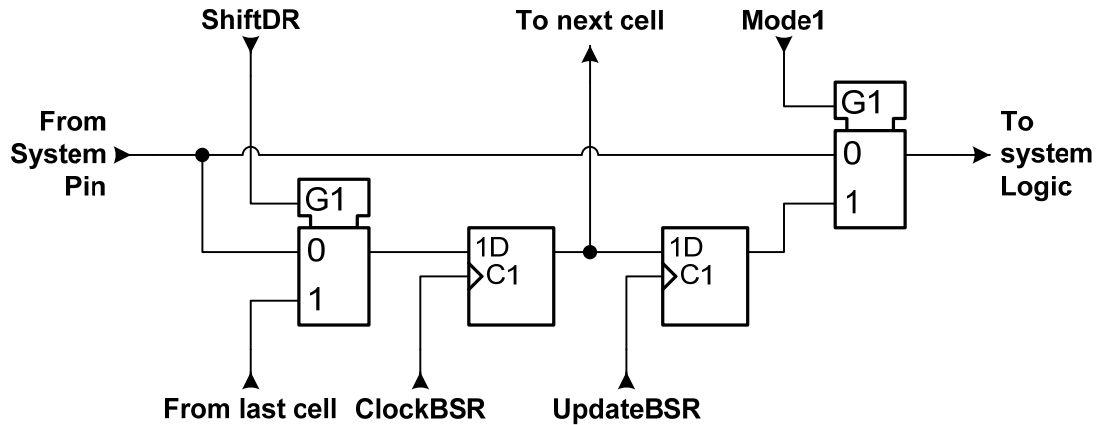 ShiftDR
To next cell
Mode1
From
System
Pin
G1
0
1
To
system
Logic
G1
0
1
1D
C1
1D
C1
From last cell
ClockBSR
UpdateBSR